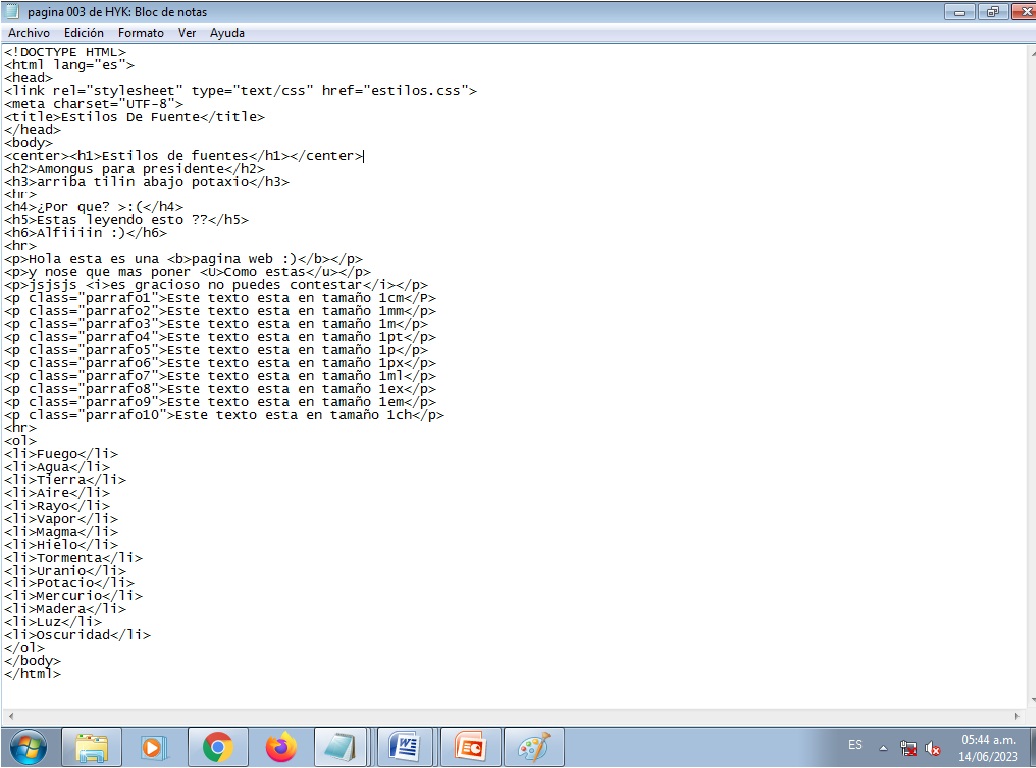 pagina 003 de HYK: Bloc de notas
Archivo Edición Formato Ver Ayuda
<!DOCTYPE HTML>
<html lang="es">
<head>
<link rel="stylesheet" type="text/css" href="estilos.css">
<meta charset="UTF-8">
<title>Estilos De Fuente</title>
</head>
<body>
<center><h1>Estilos de fuentes</h1></center>
<h2>Amongus para presidente</h2>
<h3>arriba tilin abajo potaxio</h3>
<hr>
<h4>¿Por que? >:(</h4>
<h5>Estas leyendo esto ??</h5>
<h6>Alfiiiin :)</h6>
<hr>
<p>Hola esta es una <b>pagina web :)</b></p>
<p>y nose que mas poner <U>Como estas</u></p>
<p>jsjsjs <i>es gracioso no puedes contestar</i></p>
<p class="parrafo1">Este texto esta en tamaño 1cm</P>
<p class="parrafo2">Este texto esta en tamaño 1mm</p>
<p class="parrafo3">Este texto esta en tamaño 1m</p>
<p class="parrafo4">Este texto esta en tamaño 1pt</p>
<p class="parrafo5">Este texto esta en tamaño 1p</p>
<p class="parrafo6">Este texto esta en tamaño 1px</p>
<p class="parrafo7">Este texto esta en tamaño 1ml</p>
<p class="parrafo8">Este texto esta en tamaño 1ex</p>
<p class="parrafo9">Este texto esta en tamaño 1em</p>
<p class="parrafo10">Este texto esta en tamaño 1ch</p>
<hr>
<ol>
<li>Fuego</li>
<li>Agua</li>
<li>Tierra</li>
<li>Aire</li>
<li>Rayo</li>
<li>Vapor</li>
<li>Magma</li>
<li>Hielo</li>
<li>Tormenta</li>
<li>Uranio</li>
<li>Potacio</li>
<li>Mercurio</li>
<li>Madera</li>
<li>Luz</li>
<li>Oscuridad</li>
</ol>
</body>
</html>
ES
05:44 a.m.
14/06/2023